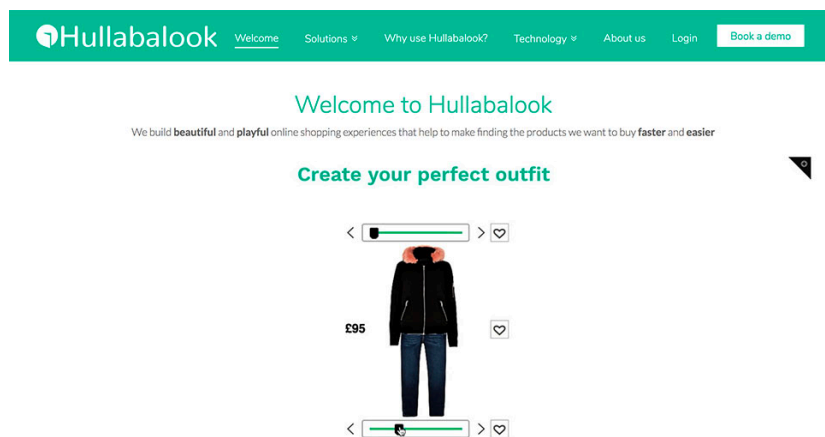 Hullabalook Welcome Solutions Why use Hullabalook? Technology About us Login Book a demo
Welcome to Hullabalook
We build beautiful and playful online shopping experiences that help to make finding the products we want to buy faster and easier
Create your perfect outfit
£95